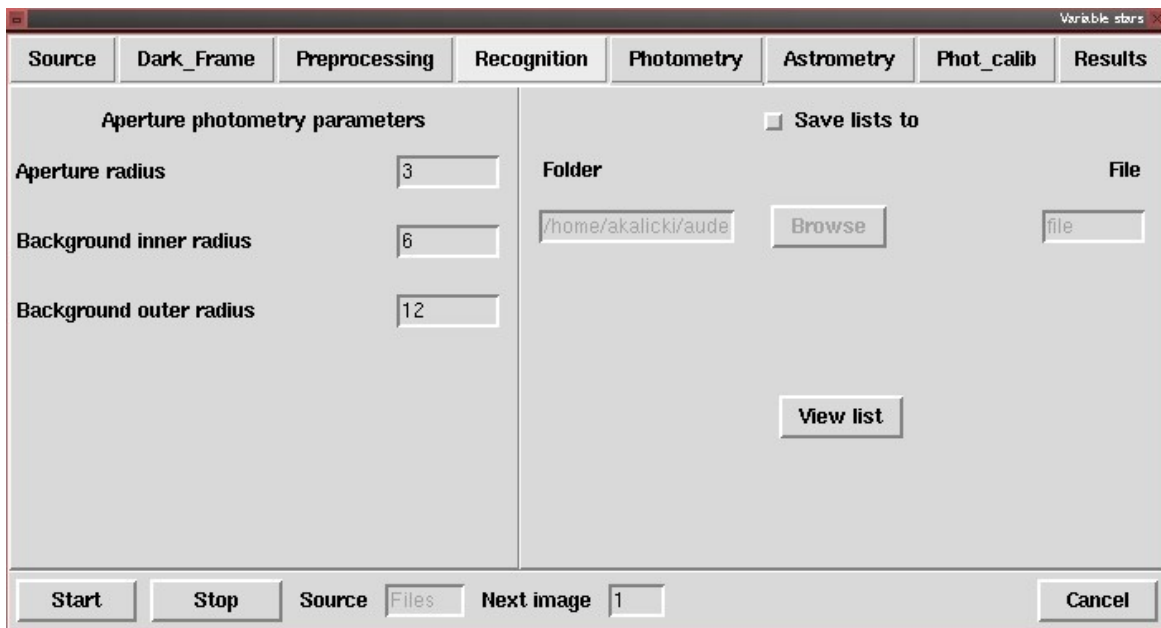 Variable stars
Source Dark_Frame Preprocessing Recognition Photometry Astrometry Phot_calib Results
Aperture photometry parameters
Save lists to
Aperture radius 3
Folder File
Background inner radius 6
/home/akalicki/aude Browse file
Background outer radius 12
View list
Start Stop Source Files Next image 1 Cancel